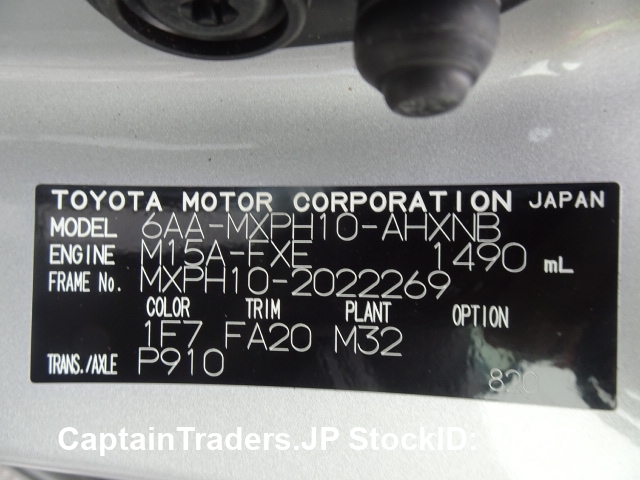 TOYOTA MOTOR CORPORATION JAPAN
MODEL 6AA-MXPH10-AHXNB
ENGINE M15A-FXE 1490 mL
FRAME No. MXPH10-2022269
COLOR TRIM PLANT OPTION
1F7 FA20 M32
TRANS./AXLE P910
CaptainTraders.JP StockID: